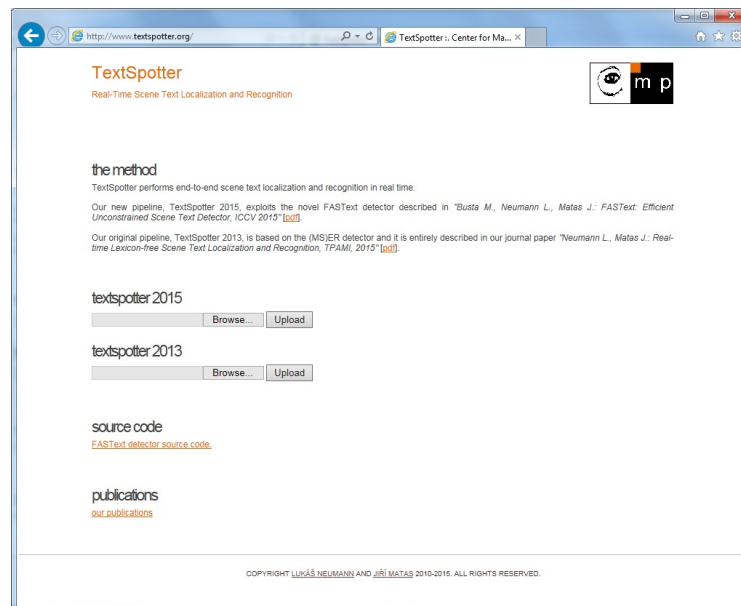 http://www.textspotter.org/
TextSpotter :. Center for Ma...
TextSpotter
Real-Time Scene Text Localization and Recognition
m p
the method
TextSpotter performs end-to-end scene text localization and recognition in real time.
Our new pipeline, TextSpotter 2015, exploits the novel FASText detector described in "Busta M., Neumann L., Matas J.: FASText: Efficient
Unconstrained Scene Text Detector, ICCV 2015" [pdf].
Our original pipeline, TextSpotter 2013, is based on the (MS)ER detector and it is entirely described in our journal paper "Neumann L., Matas J.: Real-
time Lexicon-free Scene Text Localization and Recognition, TPAMI, 2015" [pdf].
textspotter 2015
Browse... Upload
textspotter 2013
Browse... Upload
source code
FASText detector source code.
publications
our publications
COPYRIGHT LUKÁŠ NEUMANN AND JIŘÍ MATAS 2010-2015. ALL RIGHTS RESERVED.